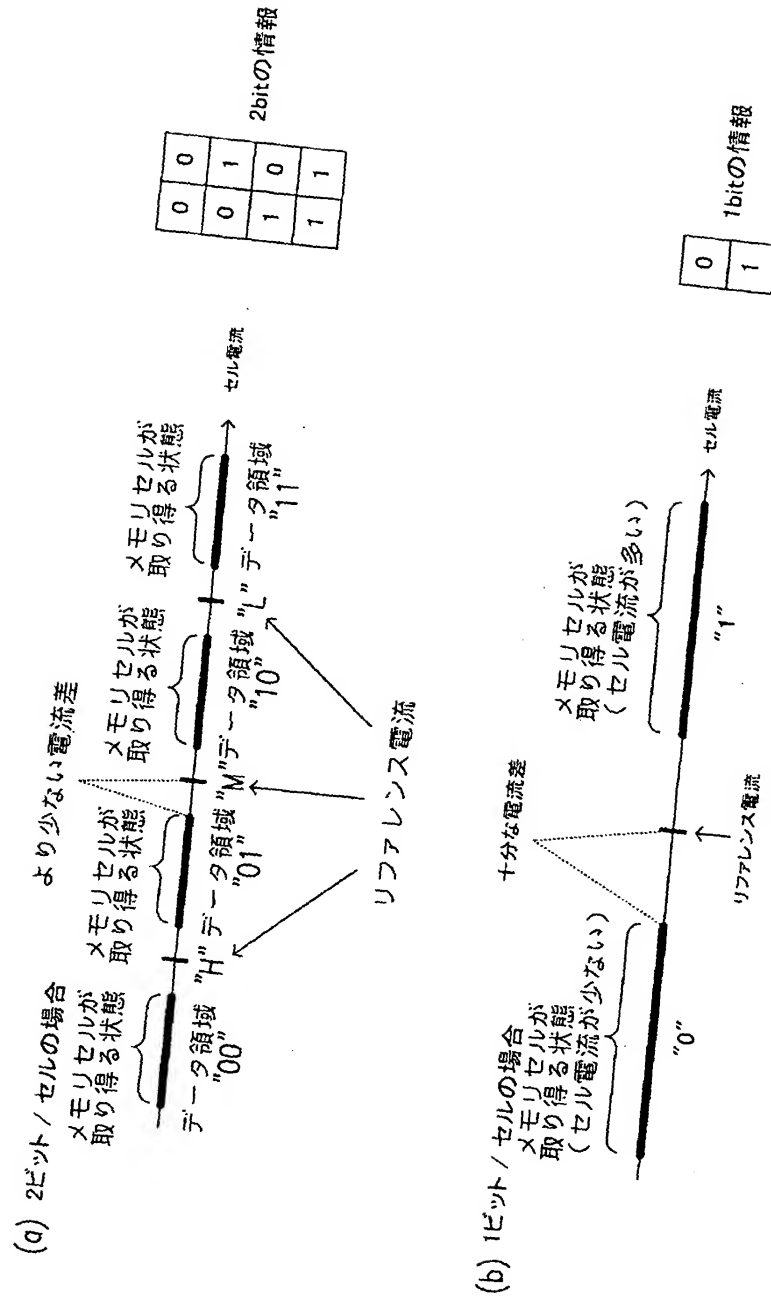 (a) 2ビット / セルの場合
より少ない電流差
メモリセルが
取り得る状態
メモリセルが
取り得る状態
メモリセルが
取り得る状態
メモリセルが
取り得る状態
セル電流
データ領域 "H" データ領域 "M" データ領域 "L" データ領域
"00" "01" "10" "11"
リファレンス電流
0 0
0 1
1 0
1 1
2bitの情報
(b) 1ビット / セルの場合
メモリセルが
取り得る状態
(セル電流が少ない)
十分な電流差
メモリセルが
取り得る状態
(セル電流が多い)
セル電流
"0"
リファレンス電流
"1"
0
1
1bitの情報